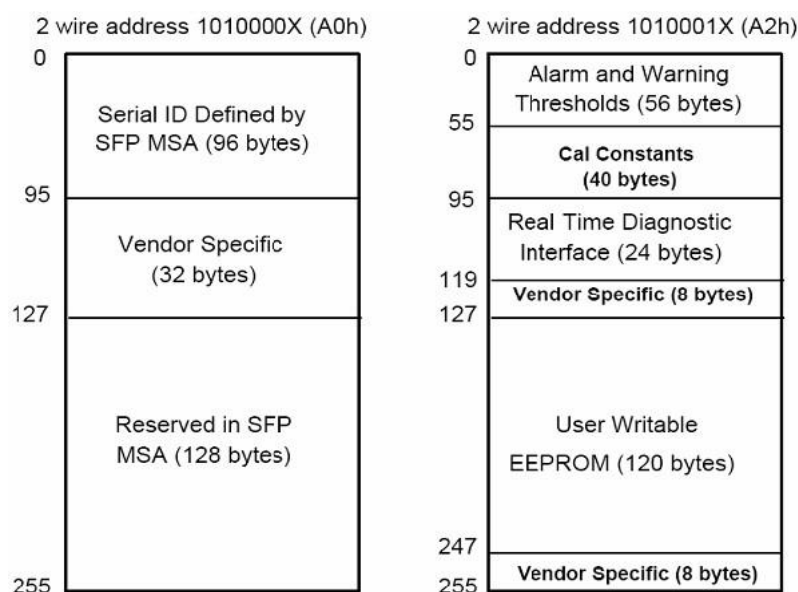 2 wire address 1010000X (A0h)
0
Serial ID Defined by
SFP MSA (96 bytes)
95
Vendor Specific
(32 bytes)
127
Reserved in SFP
MSA (128 bytes)
255
2 wire address 1010001X (A2h)
0
Alarm and Warning
Thresholds (56 bytes)
55
Cal Constants
(40 bytes)
95
Real Time Diagnostic
Interface (24 bytes)
119
Vendor Specific (8 bytes)
127
User Writable
EEPROM (120 bytes)
247
Vendor Specific (8 bytes)
255